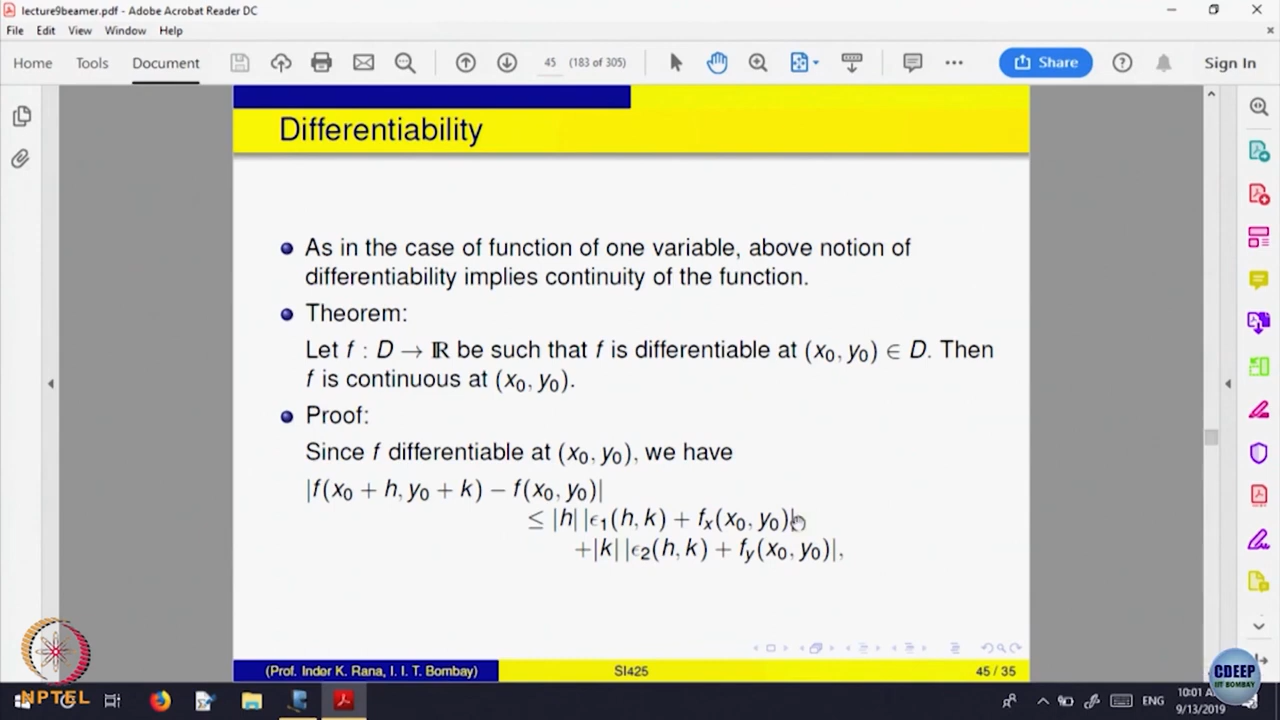 lecture9beamer.pdf - Adobe Acrobat Reader DC
File Edit View Window Help
Home Tools Document 45 (183 of 305) Share Sign In
Differentiability
As in the case of function of one variable, above notion of
differentiability implies continuity of the function.
Theorem:
Let f : D → ℝ be such that f is differentiable at (x₀, y₀) ∈ D. Then
f is continuous at (x₀, y₀).
Proof:
Since f differentiable at (x₀, y₀), we have
|f(x₀ + h, y₀ + k) − f(x₀, y₀)|
≤ |h| |ϵ₁(h, k) + fₓ(x₀, y₀)|
+|k| |ϵ₂(h, k) + f_y(x₀, y₀)|,
(Prof. Indor K. Rana, I. I. T. Bombay) SI425 45 / 35
NPTEL
CDEEP
IIT BOMBAY
ENG
10:01
9/13/2019